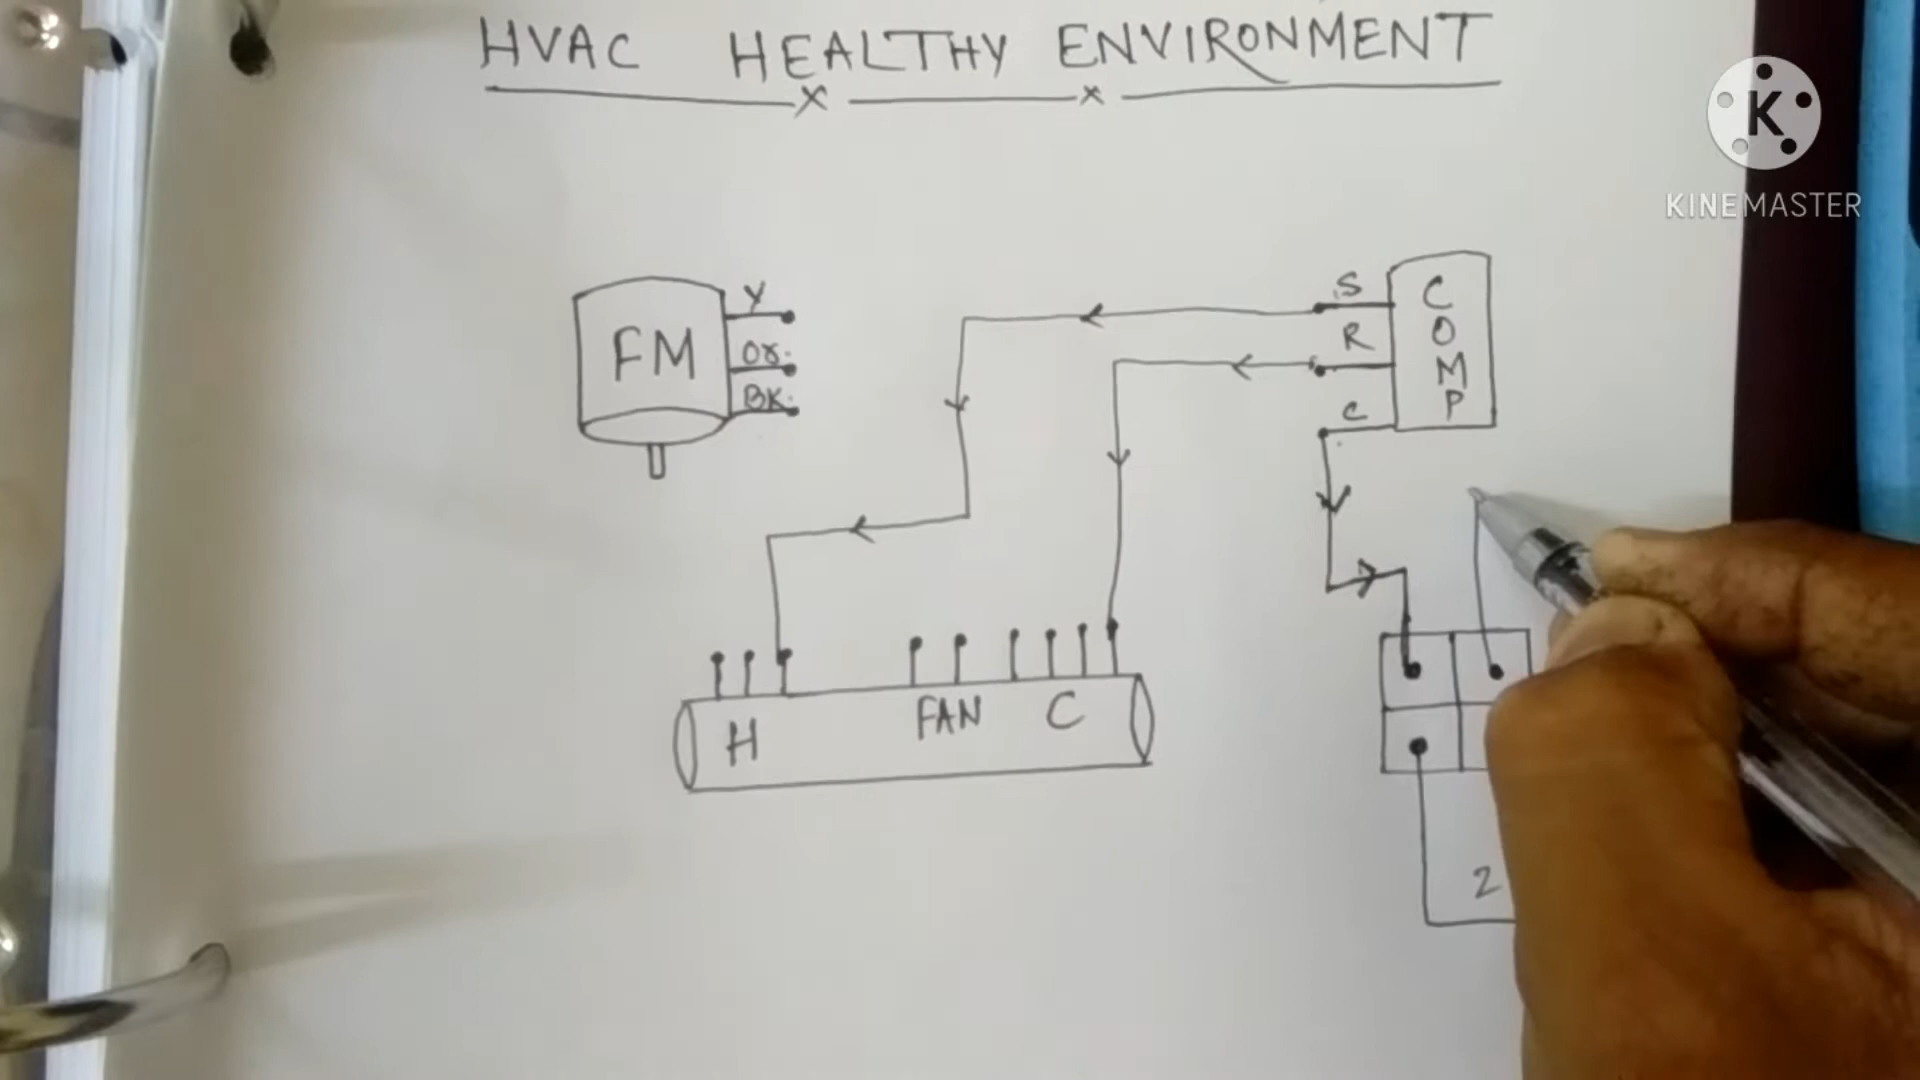 HVAC HEALTHY ENVIRONMENT
K
KINEMASTER
FM
Y
OR.
BK.
S
R
C
COMP
H
FAN
C
2